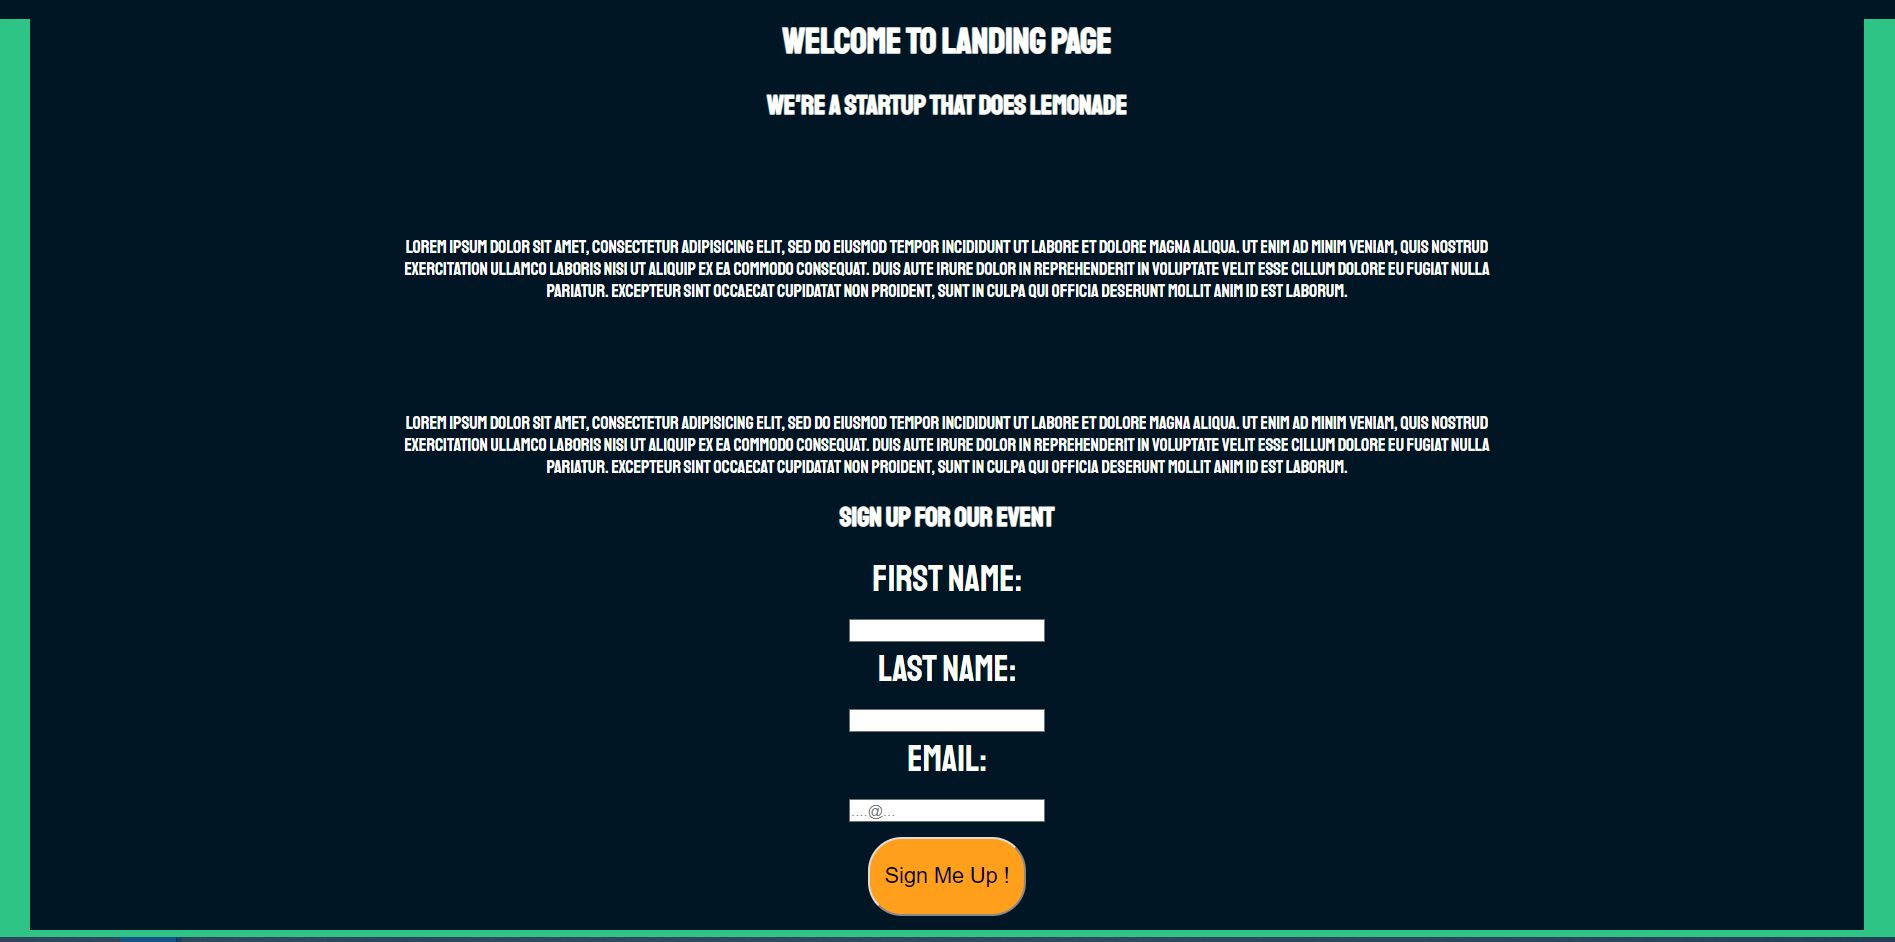 WELCOME TO LANDING PAGE
WE'RE A STARTUP THAT DOES LEMONADE
LOREM IPSUM DOLOR SIT AMET, CONSECTETUR ADIPISICING ELIT, SED DO EIUSMOD TEMPOR INCIDIDUNT UT LABORE ET DOLORE MAGNA ALIQUA. UT ENIM AD MINIM VENIAM, QUIS NOSTRUD
EXERCITATION ULLAMCO LABORIS NISI UT ALIQUIP EX EA COMMODO CONSEQUAT. DUIS AUTE IRURE DOLOR IN REPREHENDERIT IN VOLUPTATE VELIT ESSE CILLUM DOLORE EU FUGIAT NULLA
PARIATUR. EXCEPTEUR SINT OCCAECAT CUPIDATAT NON PROIDENT, SUNT IN CULPA QUI OFFICIA DESERUNT MOLLIT ANIM ID EST LABORUM.
LOREM IPSUM DOLOR SIT AMET, CONSECTETUR ADIPISICING ELIT, SED DO EIUSMOD TEMPOR INCIDIDUNT UT LABORE ET DOLORE MAGNA ALIQUA. UT ENIM AD MINIM VENIAM, QUIS NOSTRUD
EXERCITATION ULLAMCO LABORIS NISI UT ALIQUIP EX EA COMMODO CONSEQUAT. DUIS AUTE IRURE DOLOR IN REPREHENDERIT IN VOLUPTATE VELIT ESSE CILLUM DOLORE EU FUGIAT NULLA
PARIATUR. EXCEPTEUR SINT OCCAECAT CUPIDATAT NON PROIDENT, SUNT IN CULPA QUI OFFICIA DESERUNT MOLLIT ANIM ID EST LABORUM.
SIGN UP FOR OUR EVENT
FIRST NAME:
LAST NAME:
EMAIL:
....@...
Sign Me Up !